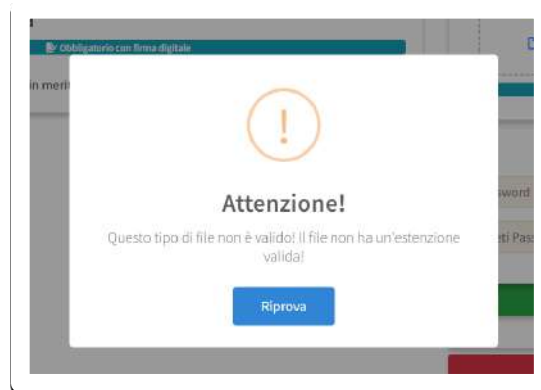 Obbligatorio con firma digitale
in merit
Attenzione!
Questo tipo di file non è valido! Il file non ha un'estenzione
valida!
sword
eti Pass
Riprova